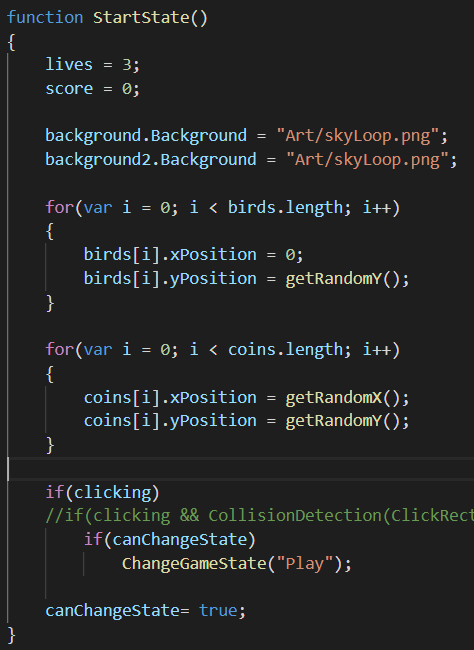 function StartState()
{
    lives = 3;
    score = 0;

    background.Background = "Art/skyLoop.png";
    background2.Background = "Art/skyLoop.png";

    for(var i = 0; i < birds.length; i++)
    {
        birds[i].xPosition = 0;
        birds[i].yPosition = getRandomY();
    }

    for(var i = 0; i < coins.length; i++)
    {
        coins[i].xPosition = getRandomX();
        coins[i].yPosition = getRandomY();
    }

    if(clicking)
    //if(clicking && CollisionDetection(ClickRect
        if(canChangeState)
            ChangeGameState("Play");

    canChangeState= true;
}